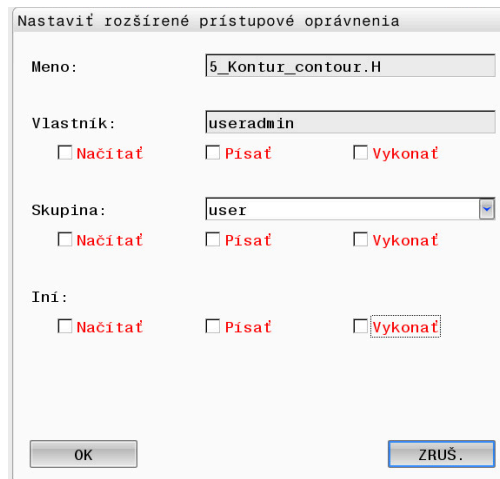 Nastaviť rozšírené prístupové oprávnenia
Meno: 5_Kontur_contour.H
Vlastník: useradmin
Načítať Písať Vykonať
Skupina: user
Načítať Písať Vykonať
Iní:
Načítať Písať Vykonať
OK ZRUŠ.